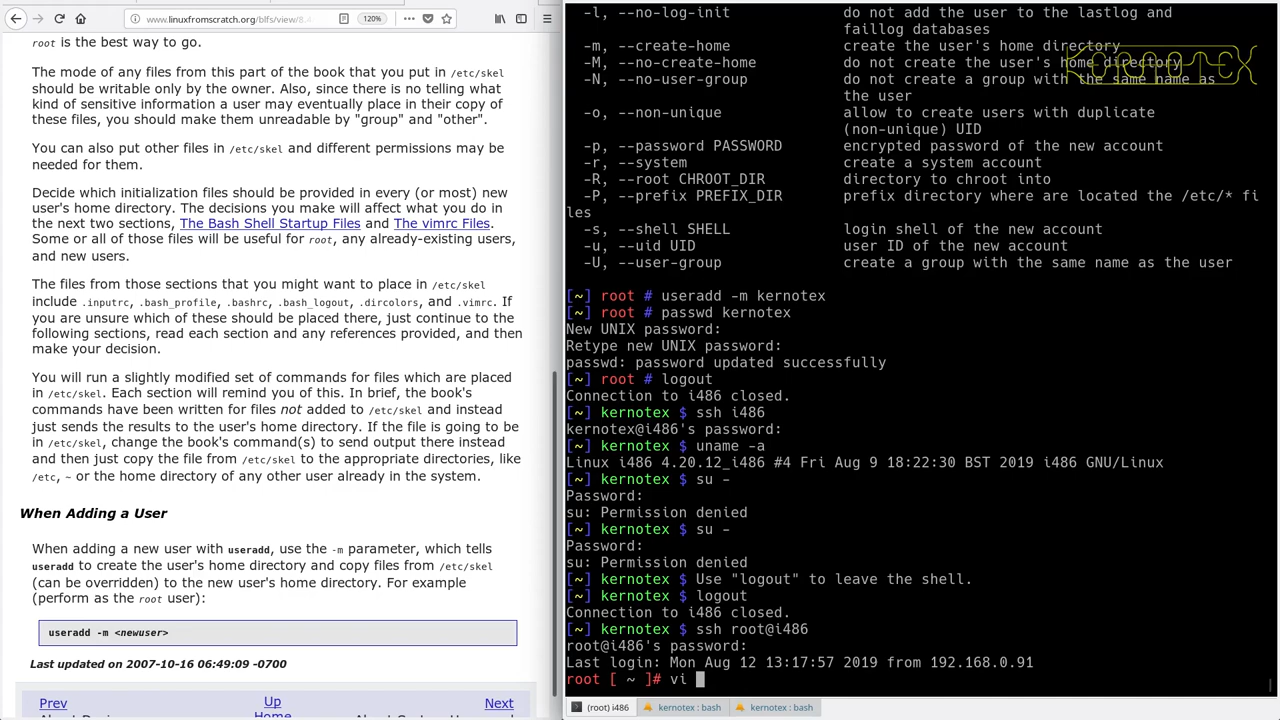 www.linuxfromscratch.org/blfs/view/8.4
120%
root is the best way to go.
The mode of any files from this part of the book that you put in /etc/skel
should be writable only by the owner. Also, since there is no telling what
kind of sensitive information a user may eventually place in their copy of
these files, you should make them unreadable by "group" and "other".
You can also put other files in /etc/skel and different permissions may be
needed for them.
Decide which initialization files should be provided in every (or most) new
user's home directory. The decisions you make will affect what you do in
the next two sections, The Bash Shell Startup Files and The vimrc Files.
Some or all of those files will be useful for root, any already-existing users,
and new users.
The files from those sections that you might want to place in /etc/skel
include .inputrc, .bash_profile, .bashrc, .bash_logout, .dircolors, and .vimrc. If
you are unsure which of these should be placed there, just continue to the
following sections, read each section and any references provided, and then
make your decision.
You will run a slightly modified set of commands for files which are placed
in /etc/skel. Each section will remind you of this. In brief, the book's
commands have been written for files not added to /etc/skel and instead
just sends the results to the user's home directory. If the file is going to be
in /etc/skel, change the book's command(s) to send output there instead
and then just copy the file from /etc/skel to the appropriate directories, like
/etc, ~ or the home directory of any other user already in the system.
When Adding a User
When adding a new user with useradd, use the -m parameter, which tells
useradd to create the user's home directory and copy files from /etc/skel
(can be overridden) to the new user's home directory. For example
(perform as the root user):
useradd -m <newuser>
Last updated on 2007-10-16 06:49:09 -0700
Prev Up Next
Home
-l, --no-log-init do not add the user to the lastlog and
faillog databases
-m, --create-home create the user's home directory
-M, --no-create-home do not create the user's home directory
-N, --no-user-group do not create a group with the same name as
the user
-o, --non-unique allow to create users with duplicate
(non-unique) UID
-p, --password PASSWORD encrypted password of the new account
-r, --system create a system account
-R, --root CHROOT_DIR directory to chroot into
-P, --prefix PREFIX_DIR prefix directory where are located the /etc/* fi
les
-s, --shell SHELL login shell of the new account
-u, --uid UID user ID of the new account
-U, --user-group create a group with the same name as the user
[~] root # useradd -m kernotex
[~] root # passwd kernotex
New UNIX password:
Retype new UNIX password:
passwd: password updated successfully
[~] root # logout
Connection to i486 closed.
[~] kernotex $ ssh i486
kernotex@i486's password:
[~] kernotex $ uname -a
Linux i486 4.20.12_i486 #4 Fri Aug 9 18:22:30 BST 2019 i486 GNU/Linux
[~] kernotex $ su -
Password:
su: Permission denied
[~] kernotex $ su -
Password:
su: Permission denied
[~] kernotex $ Use "logout" to leave the shell.
[~] kernotex $ logout
Connection to i486 closed.
[~] kernotex $ ssh root@i486
root@i486's password:
Last login: Mon Aug 12 13:17:57 2019 from 192.168.0.91
root [ ~ ]# vi
KERNOTEX
(root) i486 kernotex : bash kernotex : bash